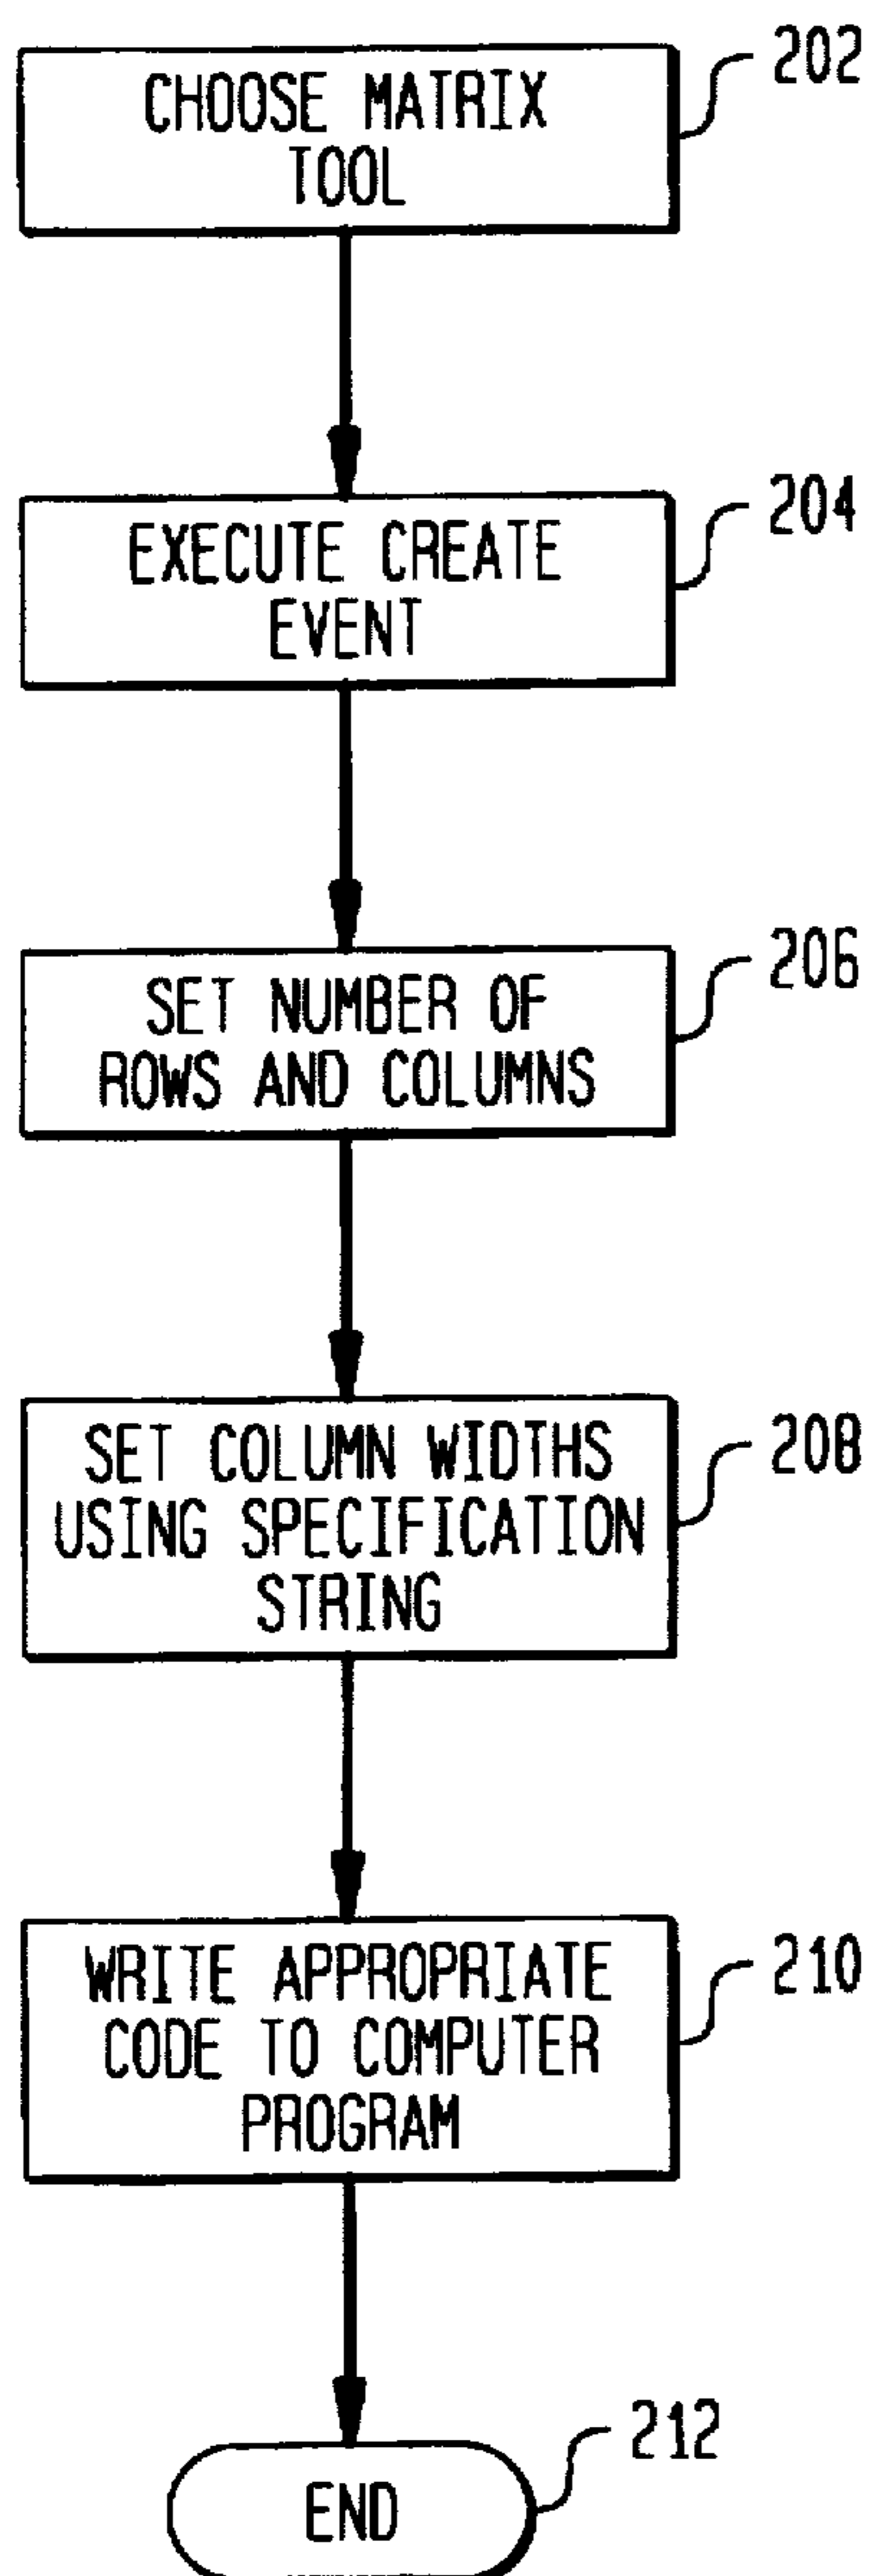 202
CHOOSE MATRIX
TOOL
204
EXECUTE CREATE
EVENT
206
SET NUMBER OF
ROWS AND COLUMNS
208
SET COLUMN WIDTHS
USING SPECIFICATION
STRING
210
WRITE APPROPRIATE
CODE TO COMPUTER
PROGRAM
212
END